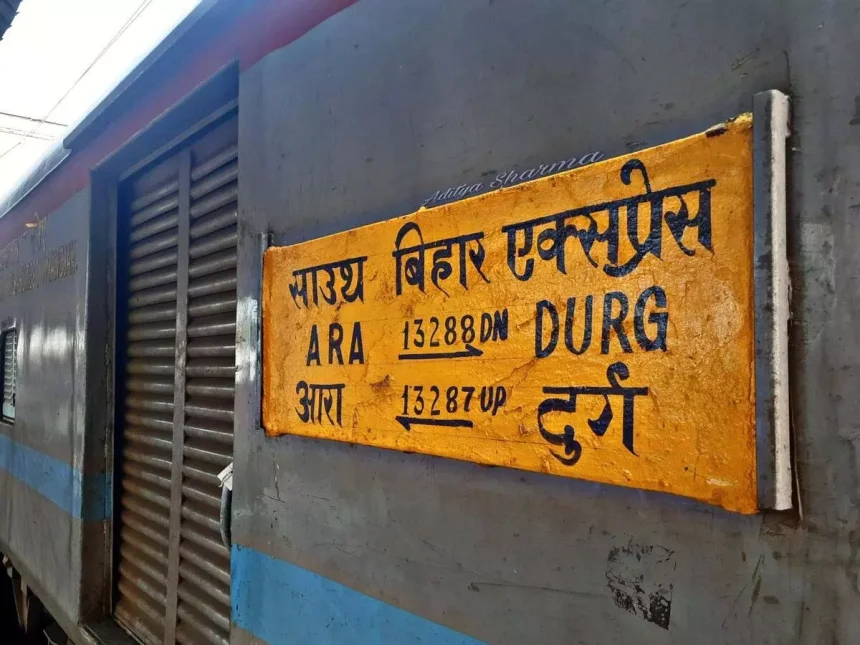 Aditya Sharma
साउथ बिहार एक्सप्रेस
ARA 13288 DN DURG
आरा 13287 UP दुर्ग